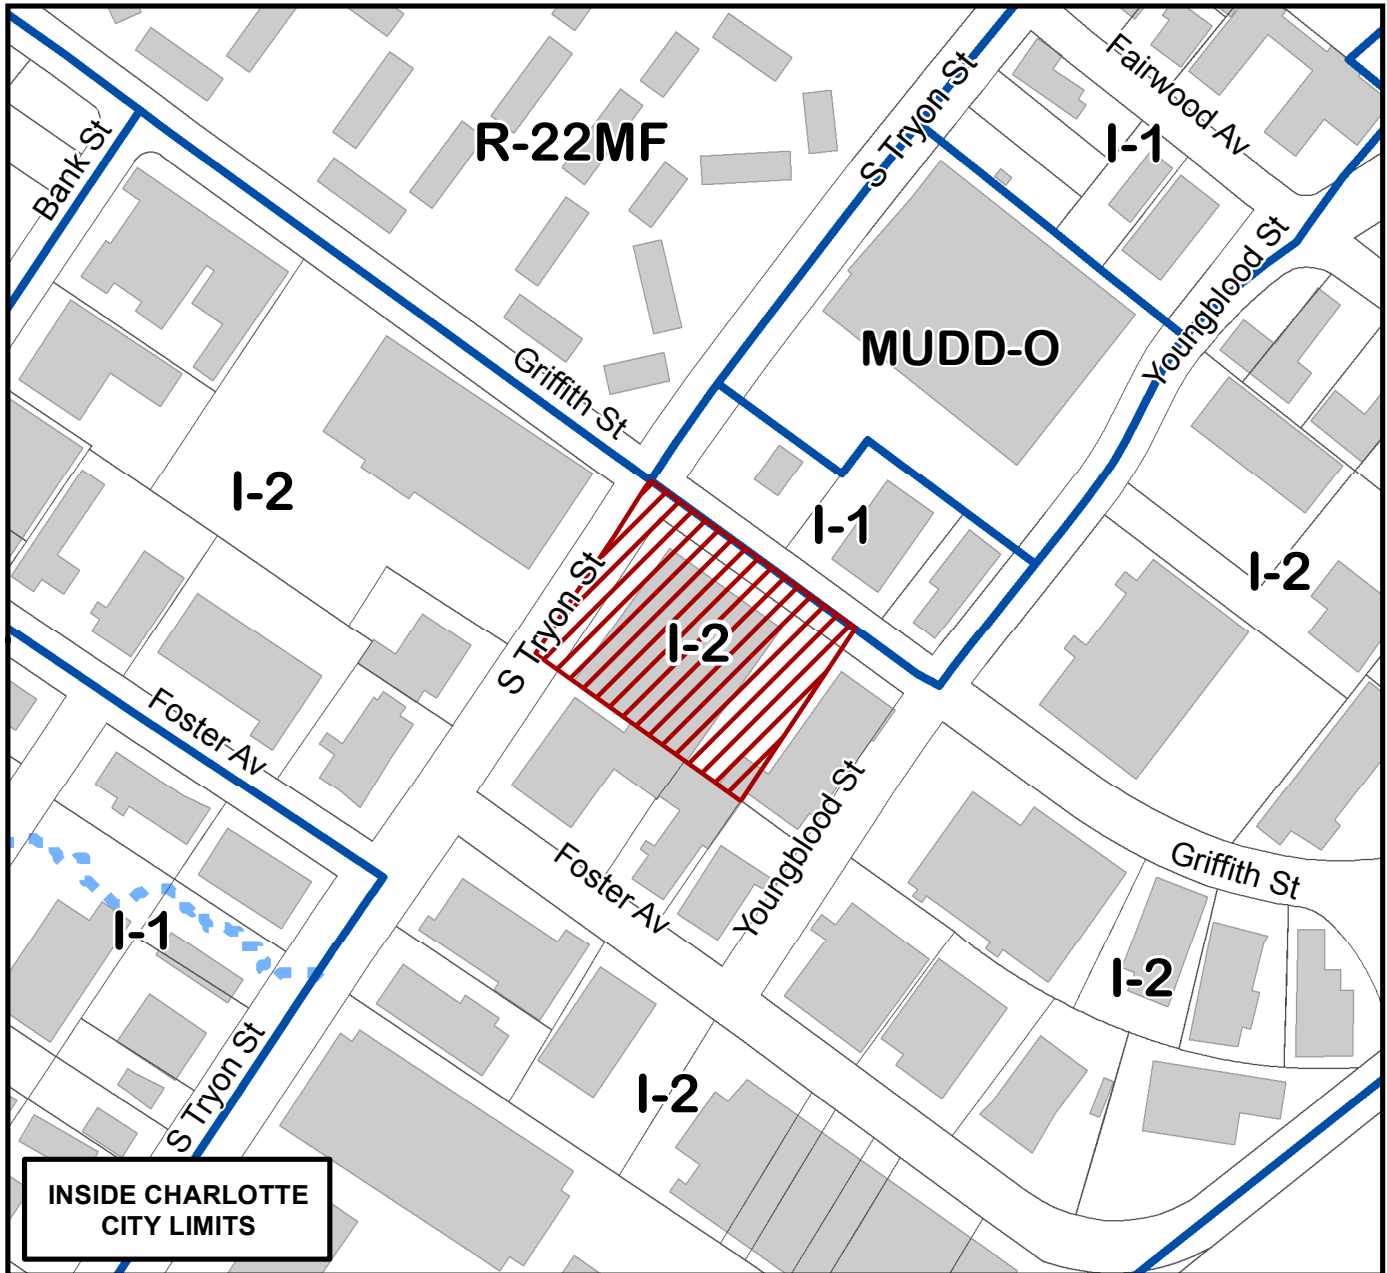 Fairwood Av
S Tryon St
R-22MF
I-1
Bank St
Youngblood St
MUDD-O
Griffith St
I-2
I-1
I-2
S Tryon St
I-2
Foster Av
Youngblood St
Foster Av
Griffith St
I-1
I-2
S Tryon St
I-2
INSIDE CHARLOTTE
CITY LIMITS